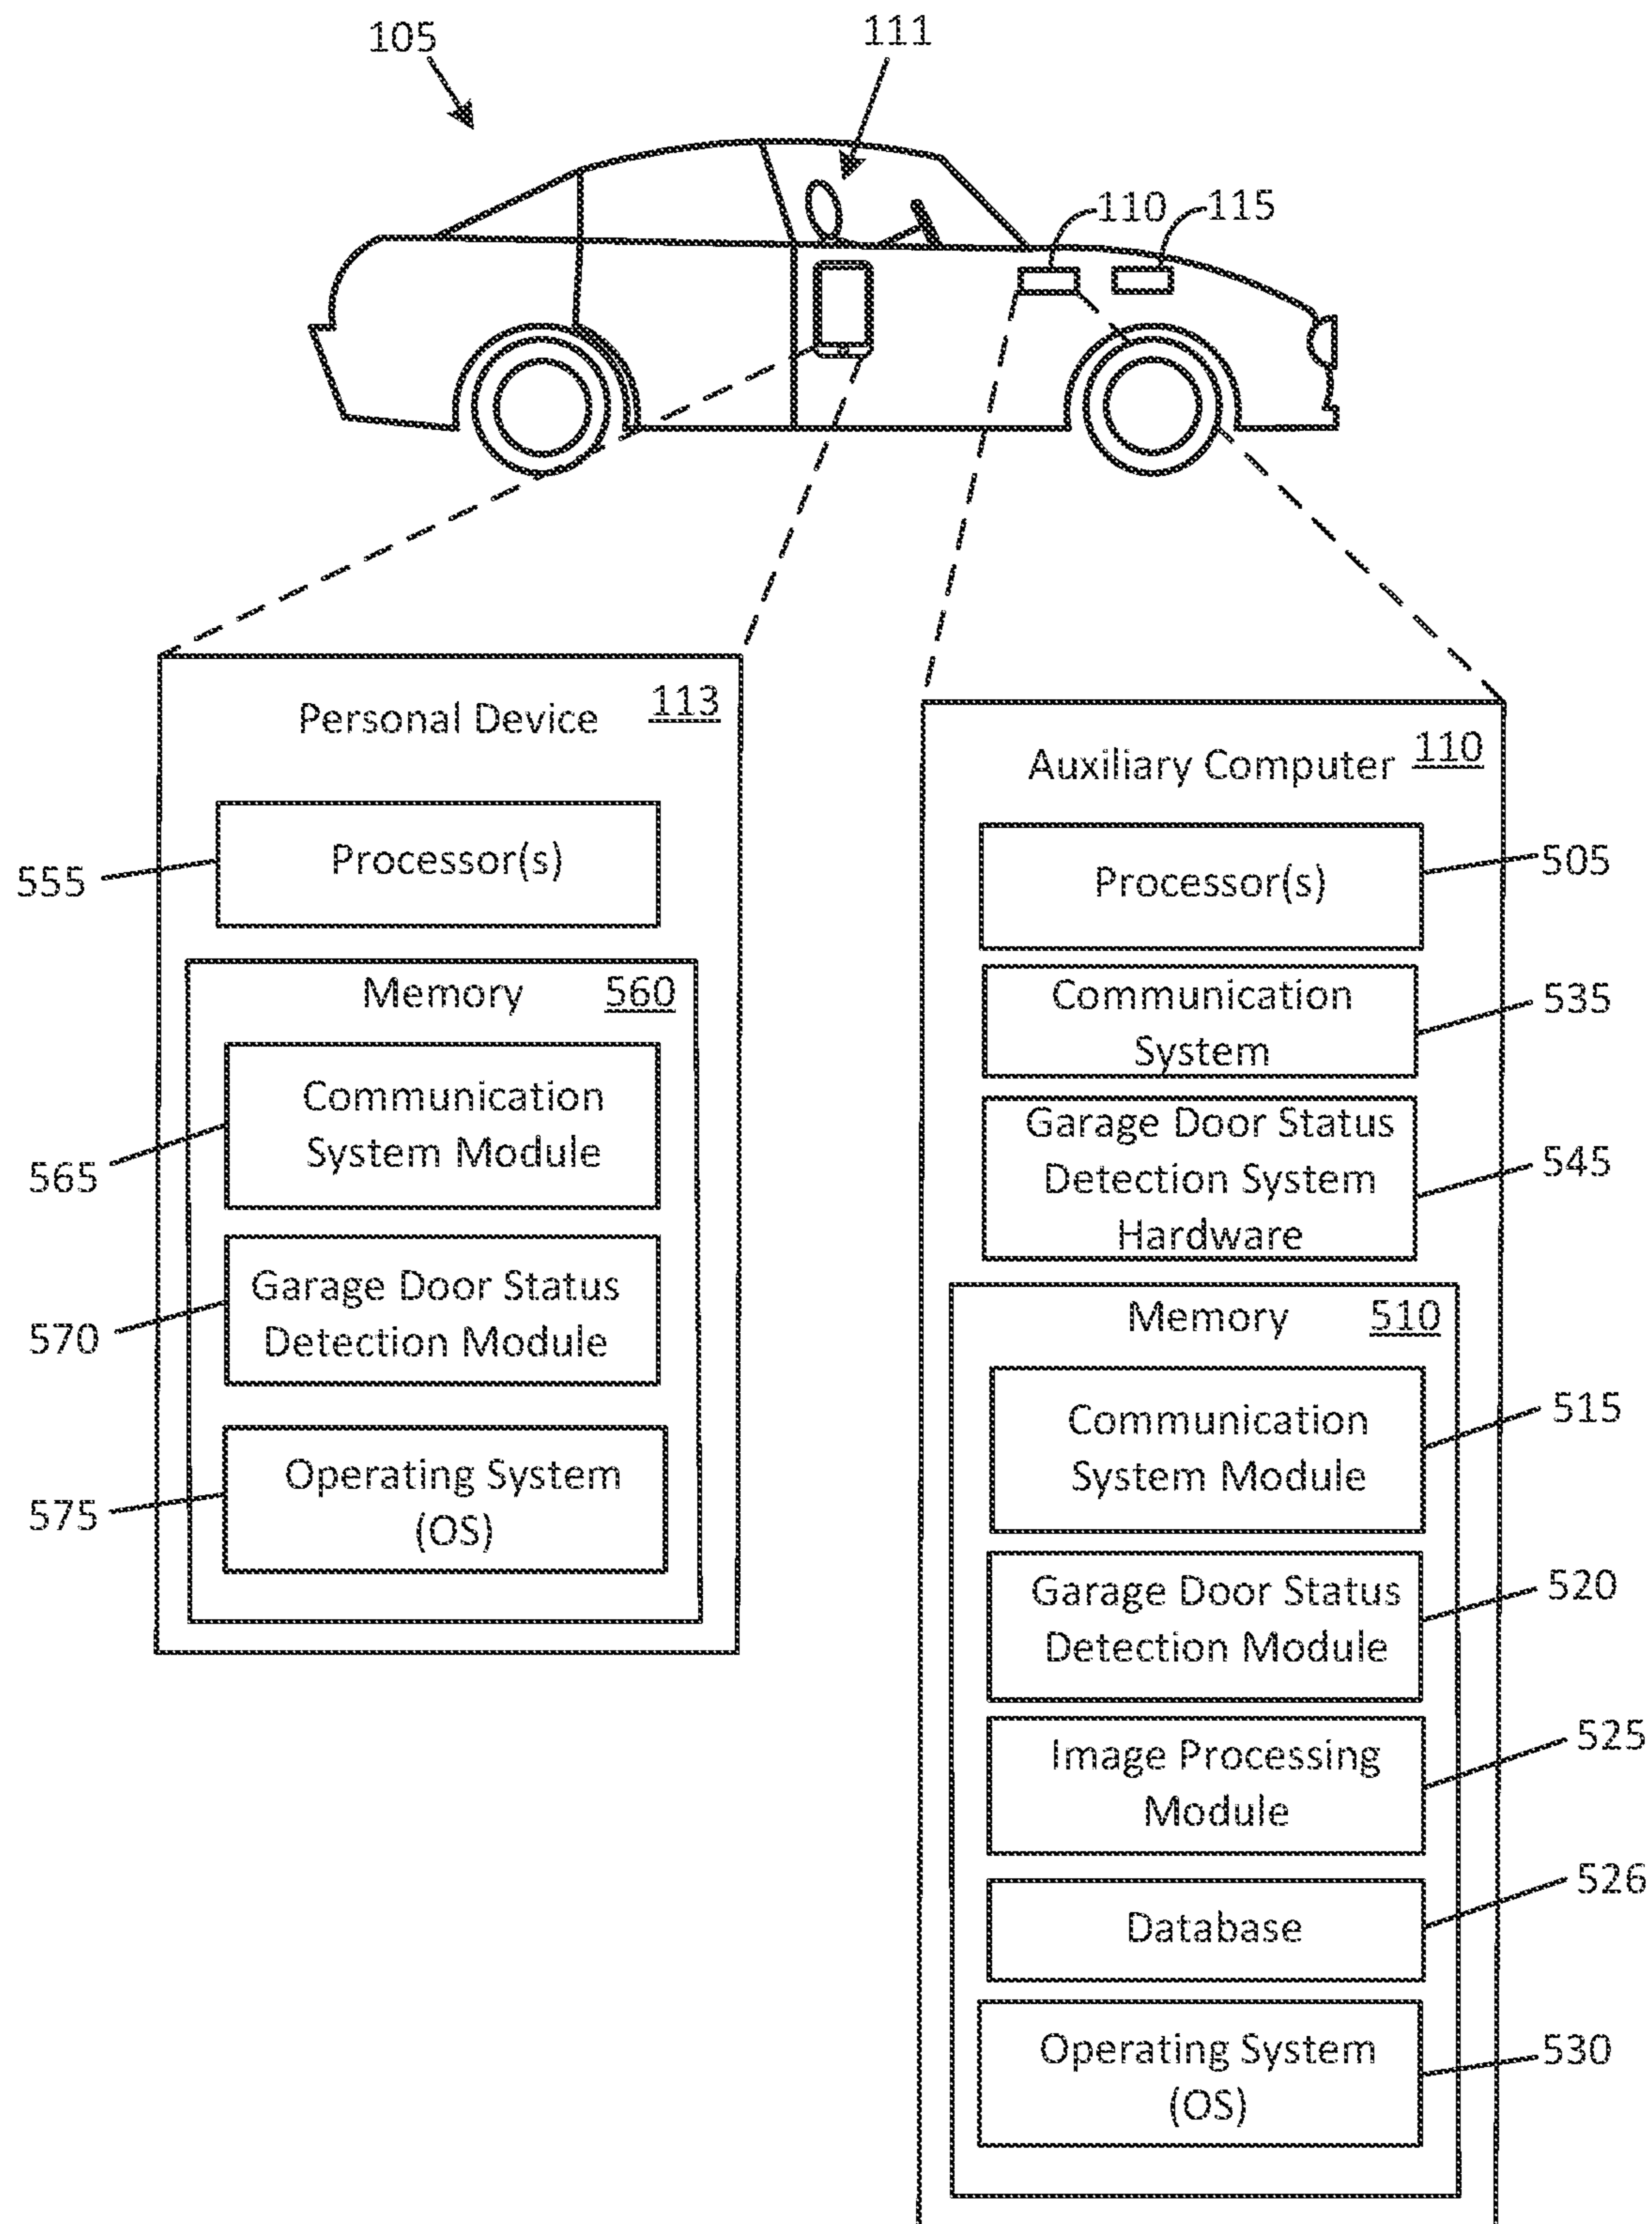 105
111
110
115
Personal Device
113
Processor(s)
555
Memory
560
Communication
System Module
565
Garage Door Status
Detection Module
570
Operating System
(OS)
575
Auxiliary Computer
110
Processor(s)
505
Communication
System
535
Garage Door Status
Detection System
Hardware
545
Memory
510
Communication
System Module
515
Garage Door Status
Detection Module
520
Image Processing
Module
525
Database
526
Operating System
(OS)
530